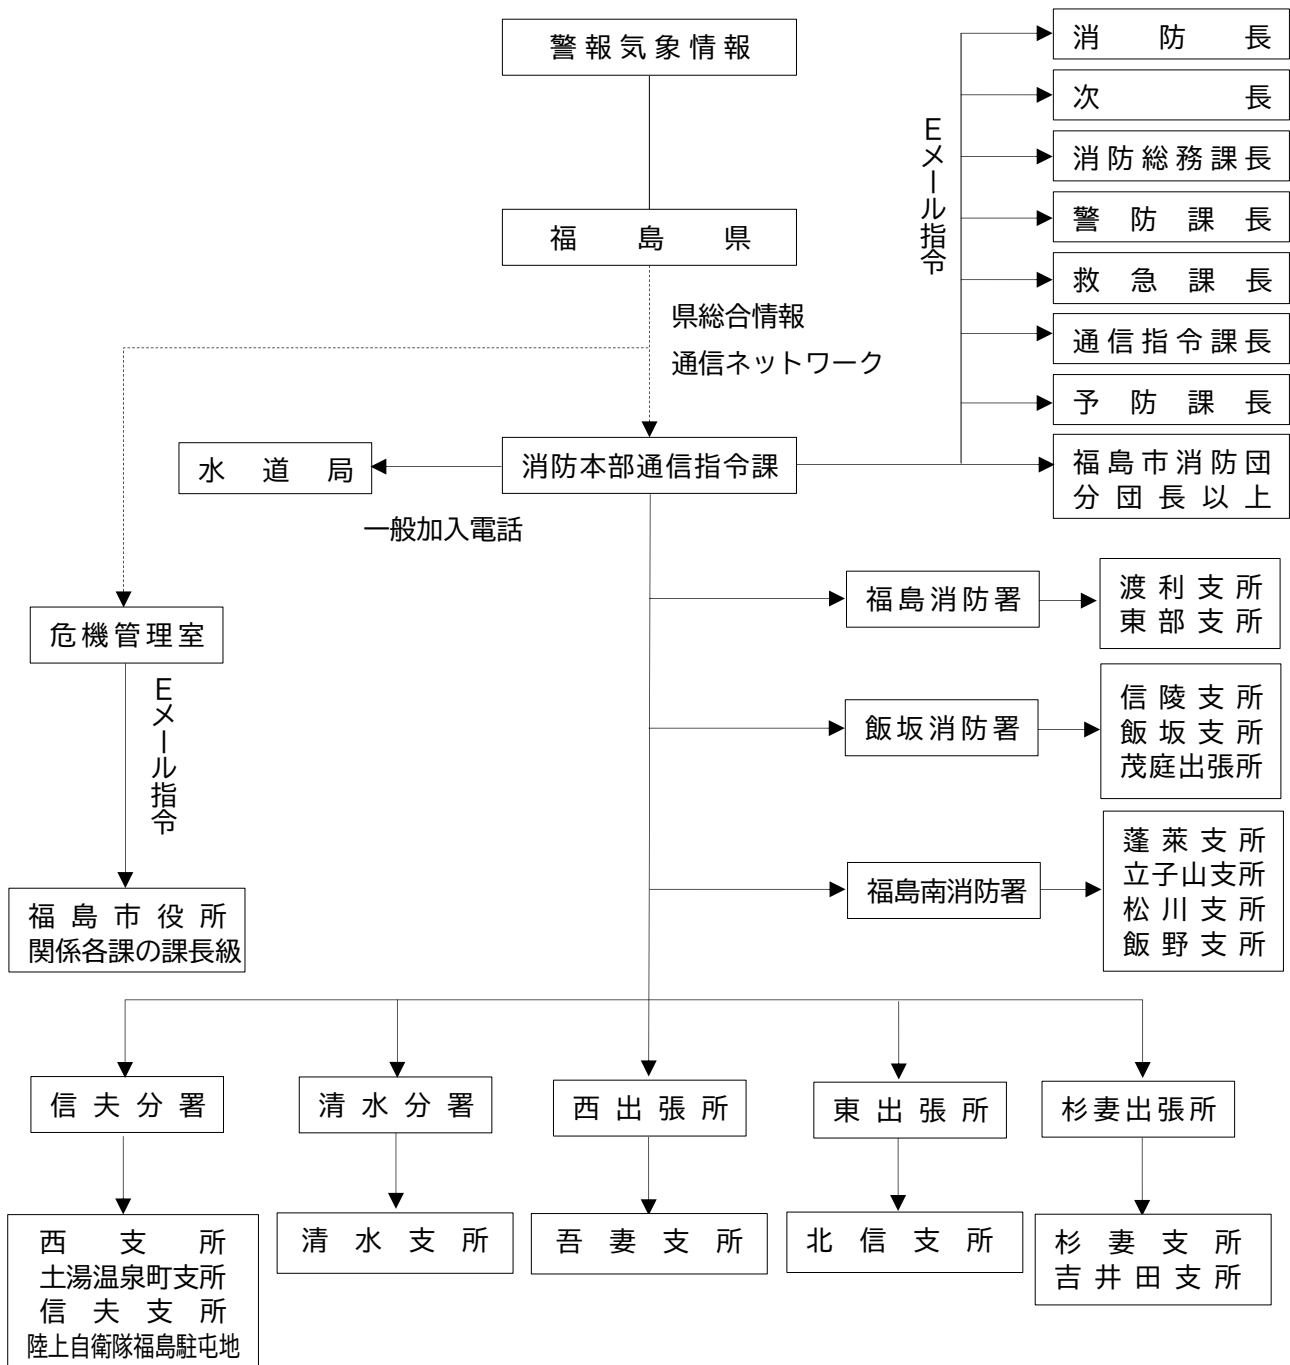 警報気象情報
福島県
県総合情報
通信ネットワーク
Eメール指令
消防長
次長
消防総務課長
警防課長
救急課長
通信指令課長
予防課長
福島市消防団
分団長以上
水道局
消防本部通信指令課
一般加入電話
危機管理室
Eメール指令
福島市役所
関係各課の課長級
福島消防署
渡利支所
東部支所
飯坂消防署
信陵支所
飯坂支所
茂庭出張所
福島南消防署
蓬莱支所
立子山支所
松川支所
飯野支所
信夫分署
清水分署
西出張所
東出張所
杉妻出張所
西支所
土湯温泉町支所
信夫支所
陸上自衛隊福島駐屯地
清水支所
吾妻支所
北信支所
杉妻支所
吉井田支所